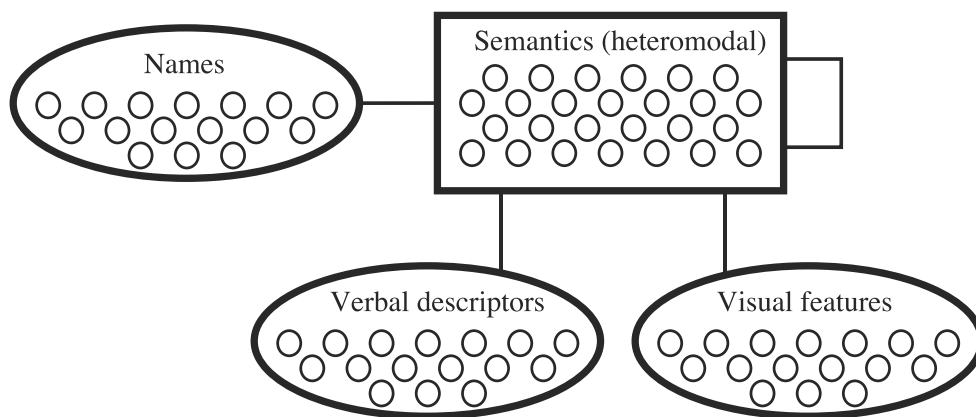 Names
Semantics (heteromodal)
Verbal descriptors
Visual features